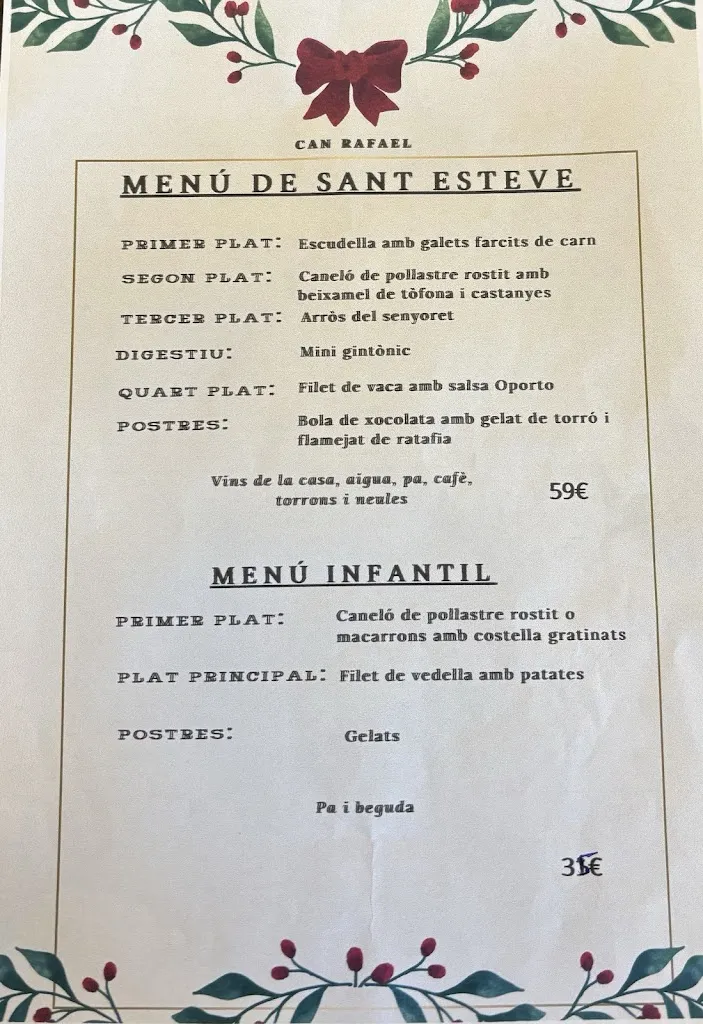 CAN RAFAEL
MENÚ DE SANT ESTEVE
PRIMER PLAT: Escudella amb galets farcits de carn
SEGON PLAT: Caneló de pollastre rostit amb
beixamel de tòfona i castanyes
TERCER PLAT: Arròs del senyoret
DIGESTIU: Mini gintònic
QUART PLAT: Filet de vaca amb salsa Oporto
POSTRES: Bola de xocolata amb gelat de torró i
flamejat de ratafia
Vins de la casa, aigua, pa, cafè,
torrons i neules
59€
MENÚ INFANTIL
PRIMER PLAT: Caneló de pollastre rostit o
macarrons amb costella gratinats
PLAT PRINCIPAL: Filet de vedella amb patates
POSTRES: Gelats
Pa i beguda